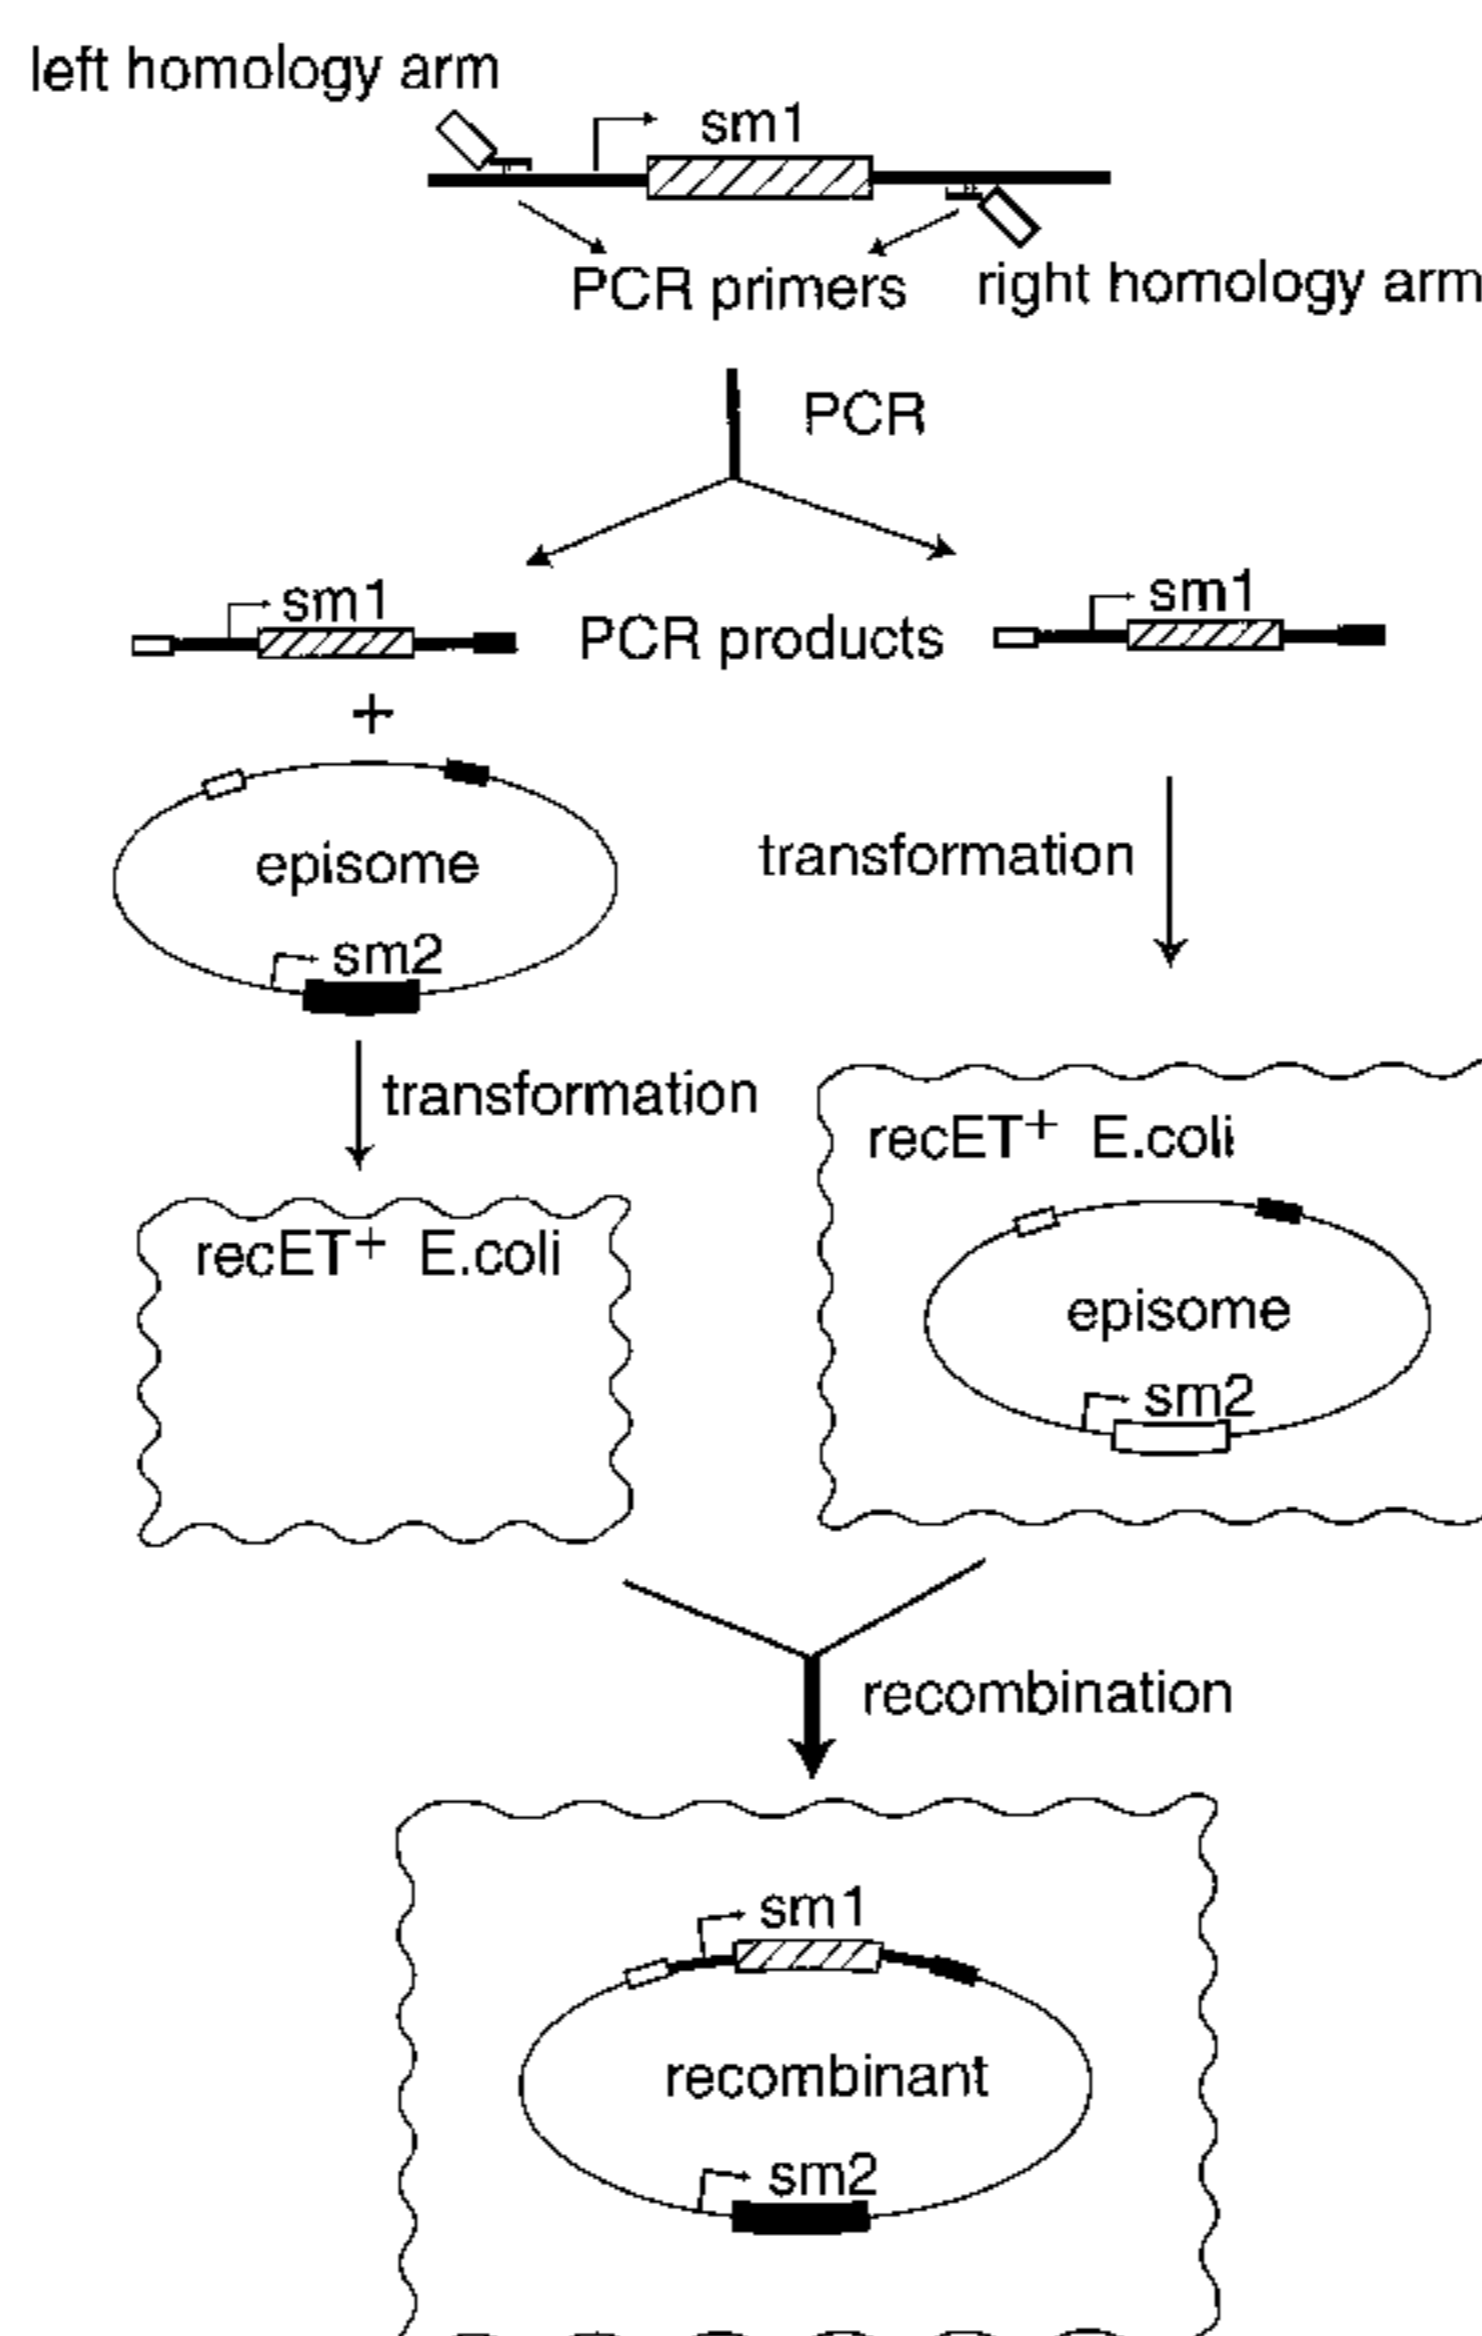 left homology arm
sm1
PCR primers
right homology arm
PCR
sm1
PCR products
sm1
+
episome
sm2
transformation
transformation
recET+ E.coli
recET+ E.coli
episome
sm2
recombination
sm1
recombinant
sm2